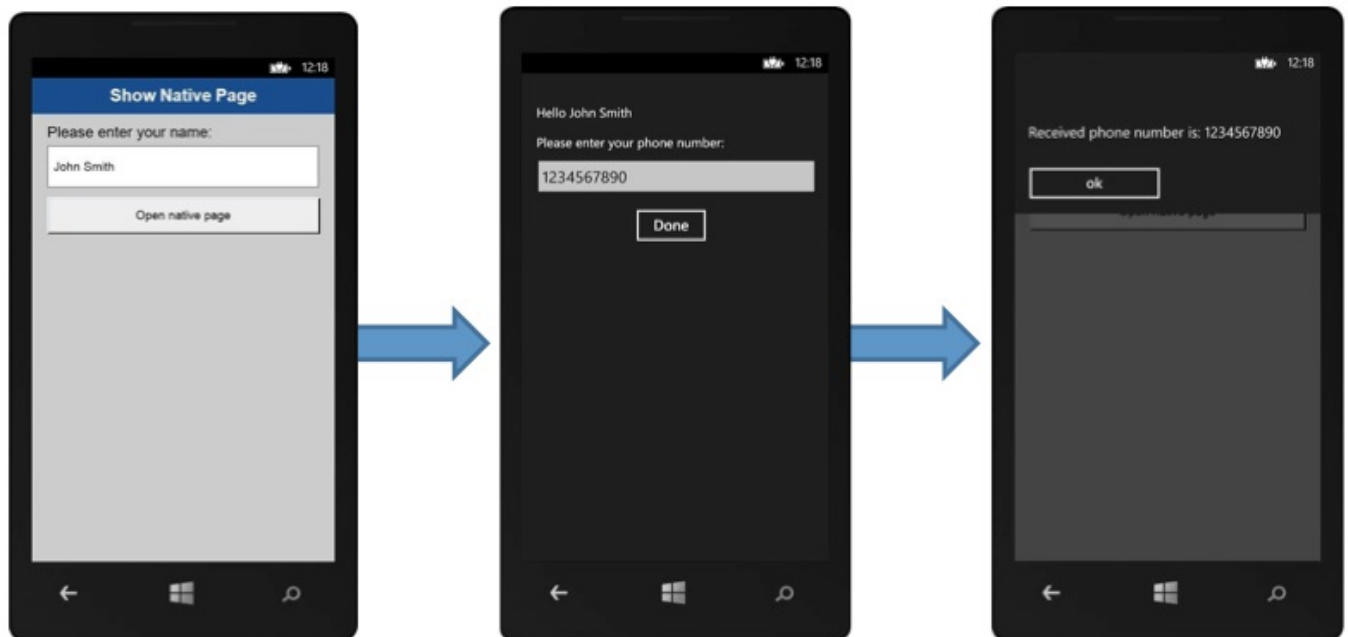 12:18
Show Native Page
Please enter your name:
John Smith
Open native page
12:18
Hello John Smith
Please enter your phone number:
1234567890
Done
12:18
Received phone number is: 1234567890
ok